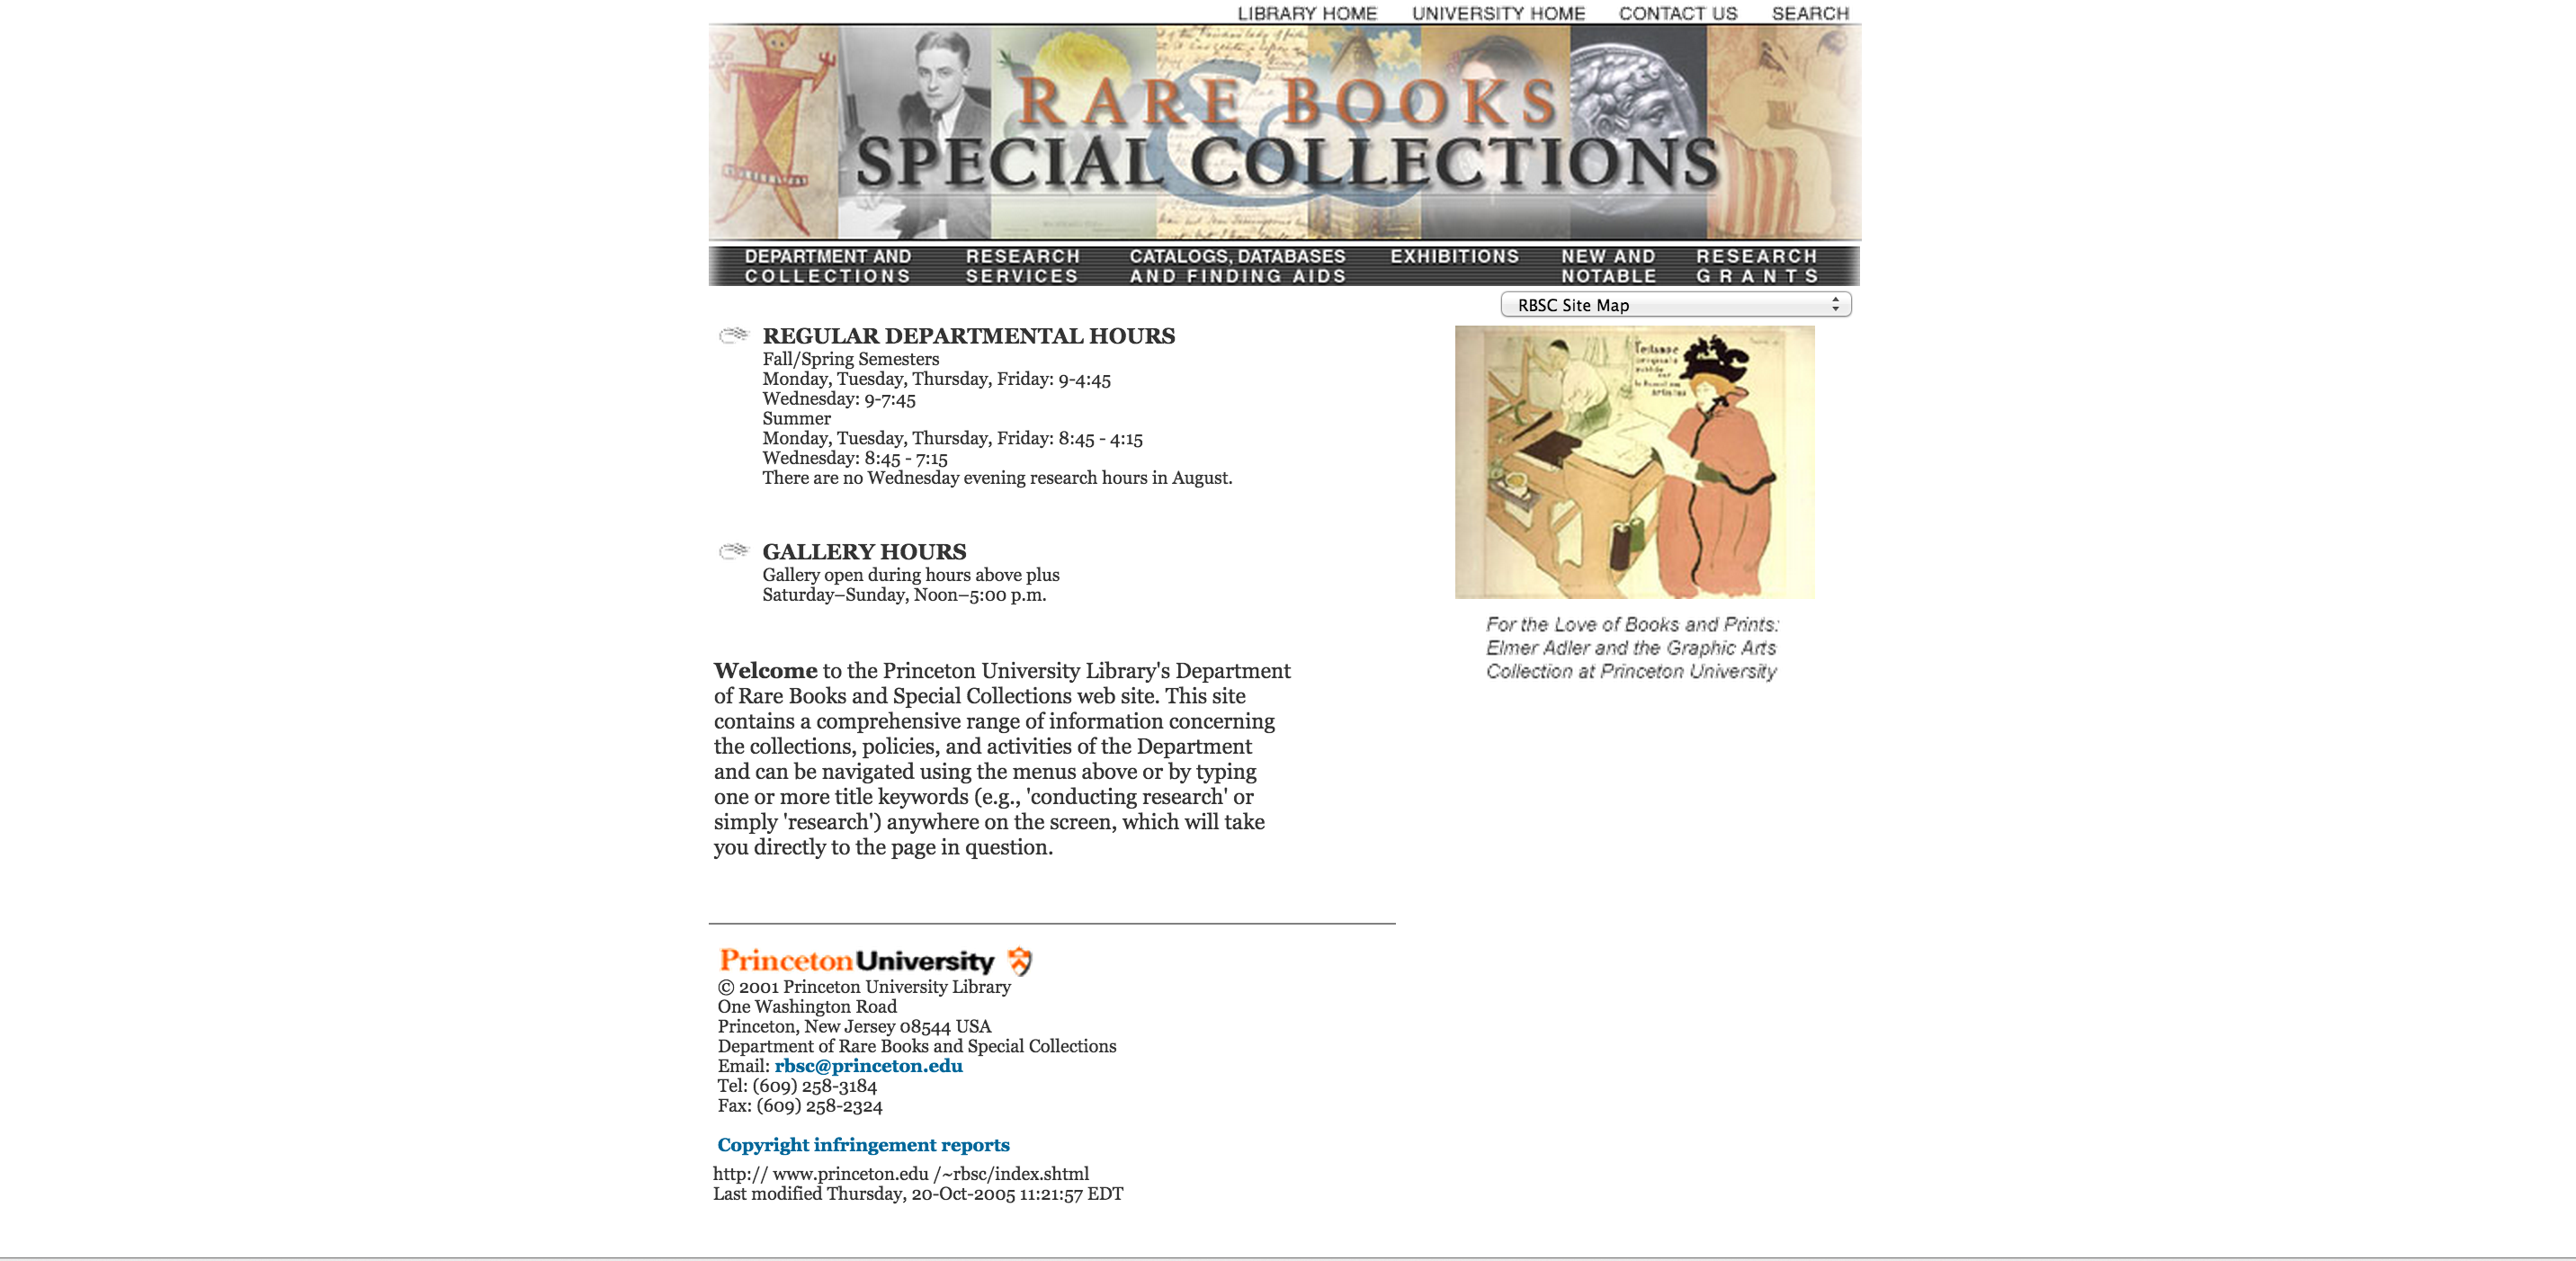 LIBRARY HOME UNIVERSITY HOME CONTACT US SEARCH
RARE BOOKS
&
SPECIAL COLLECTIONS
DEPARTMENT AND COLLECTIONS
RESEARCH SERVICES
CATALOGS, DATABASES AND FINDING AIDS
EXHIBITIONS
NEW AND NOTABLE
RESEARCH GRANTS
RBSC Site Map
REGULAR DEPARTMENTAL HOURS
Fall/Spring Semesters
Monday, Tuesday, Thursday, Friday: 9-4:45
Wednesday: 9-7:45
Summer
Monday, Tuesday, Thursday, Friday: 8:45 - 4:15
Wednesday: 8:45 - 7:15
There are no Wednesday evening research hours in August.
GALLERY HOURS
Gallery open during hours above plus
Saturday–Sunday, Noon–5:00 p.m.
For the Love of Books and Prints:
Elmer Adler and the Graphic Arts
Collection at Princeton University
Welcome to the Princeton University Library's Department
of Rare Books and Special Collections web site. This site
contains a comprehensive range of information concerning
the collections, policies, and activities of the Department
and can be navigated using the menus above or by typing
one or more title keywords (e.g., 'conducting research' or
simply 'research') anywhere on the screen, which will take
you directly to the page in question.
Princeton University
© 2001 Princeton University Library
One Washington Road
Princeton, New Jersey 08544 USA
Department of Rare Books and Special Collections
Email: rbsc@princeton.edu
Tel: (609) 258-3184
Fax: (609) 258-2324
Copyright infringement reports
http:// www.princeton.edu /~rbsc/index.shtml
Last modified Thursday, 20-Oct-2005 11:21:57 EDT